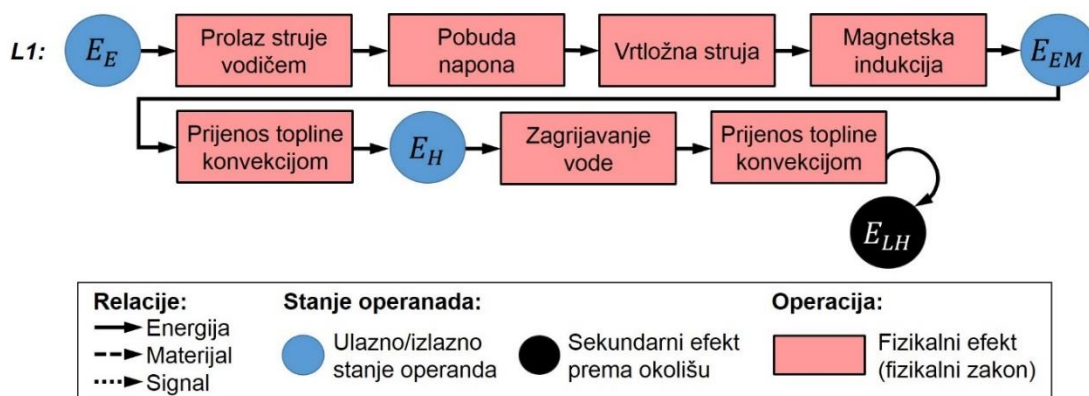 L1:
E_E
Prolaz struje
vodičem
Pobuda
napona
Vrtložna struja
Magnetska
indukcija
E_EM
Prijenos topline
konvekcijom
E_H
Zagrijavanje
vode
Prijenos topline
konvekcijom
E_LH
Relacije:
Energija
Materijal
Signal
Stanje operanada:
Ulazno/izlazno
stanje operanda
Sekundarni efekt
prema okolišu
Operacija:
Fizikalni efekt
(fizikalni zakon)